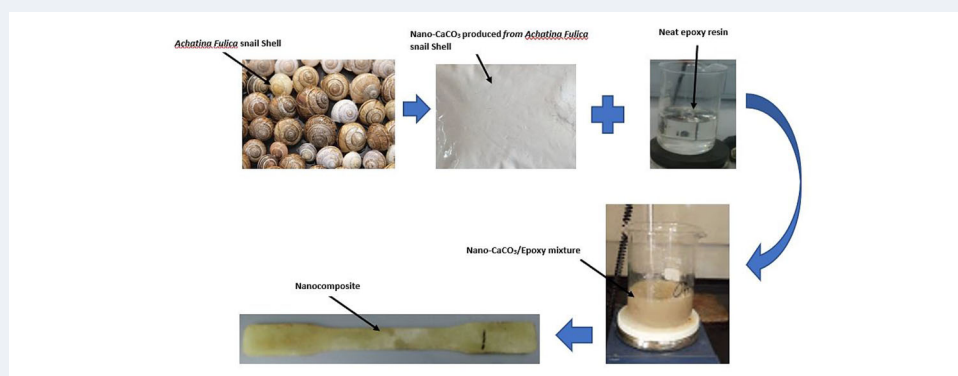 Achatina Fulica snail Shell
Nano-CaCO₃ produced from Achatina Fulica
snail Shell
Neat epoxy resin
Nano-CaCO₃/Epoxy mixture
Nanocomposite
1